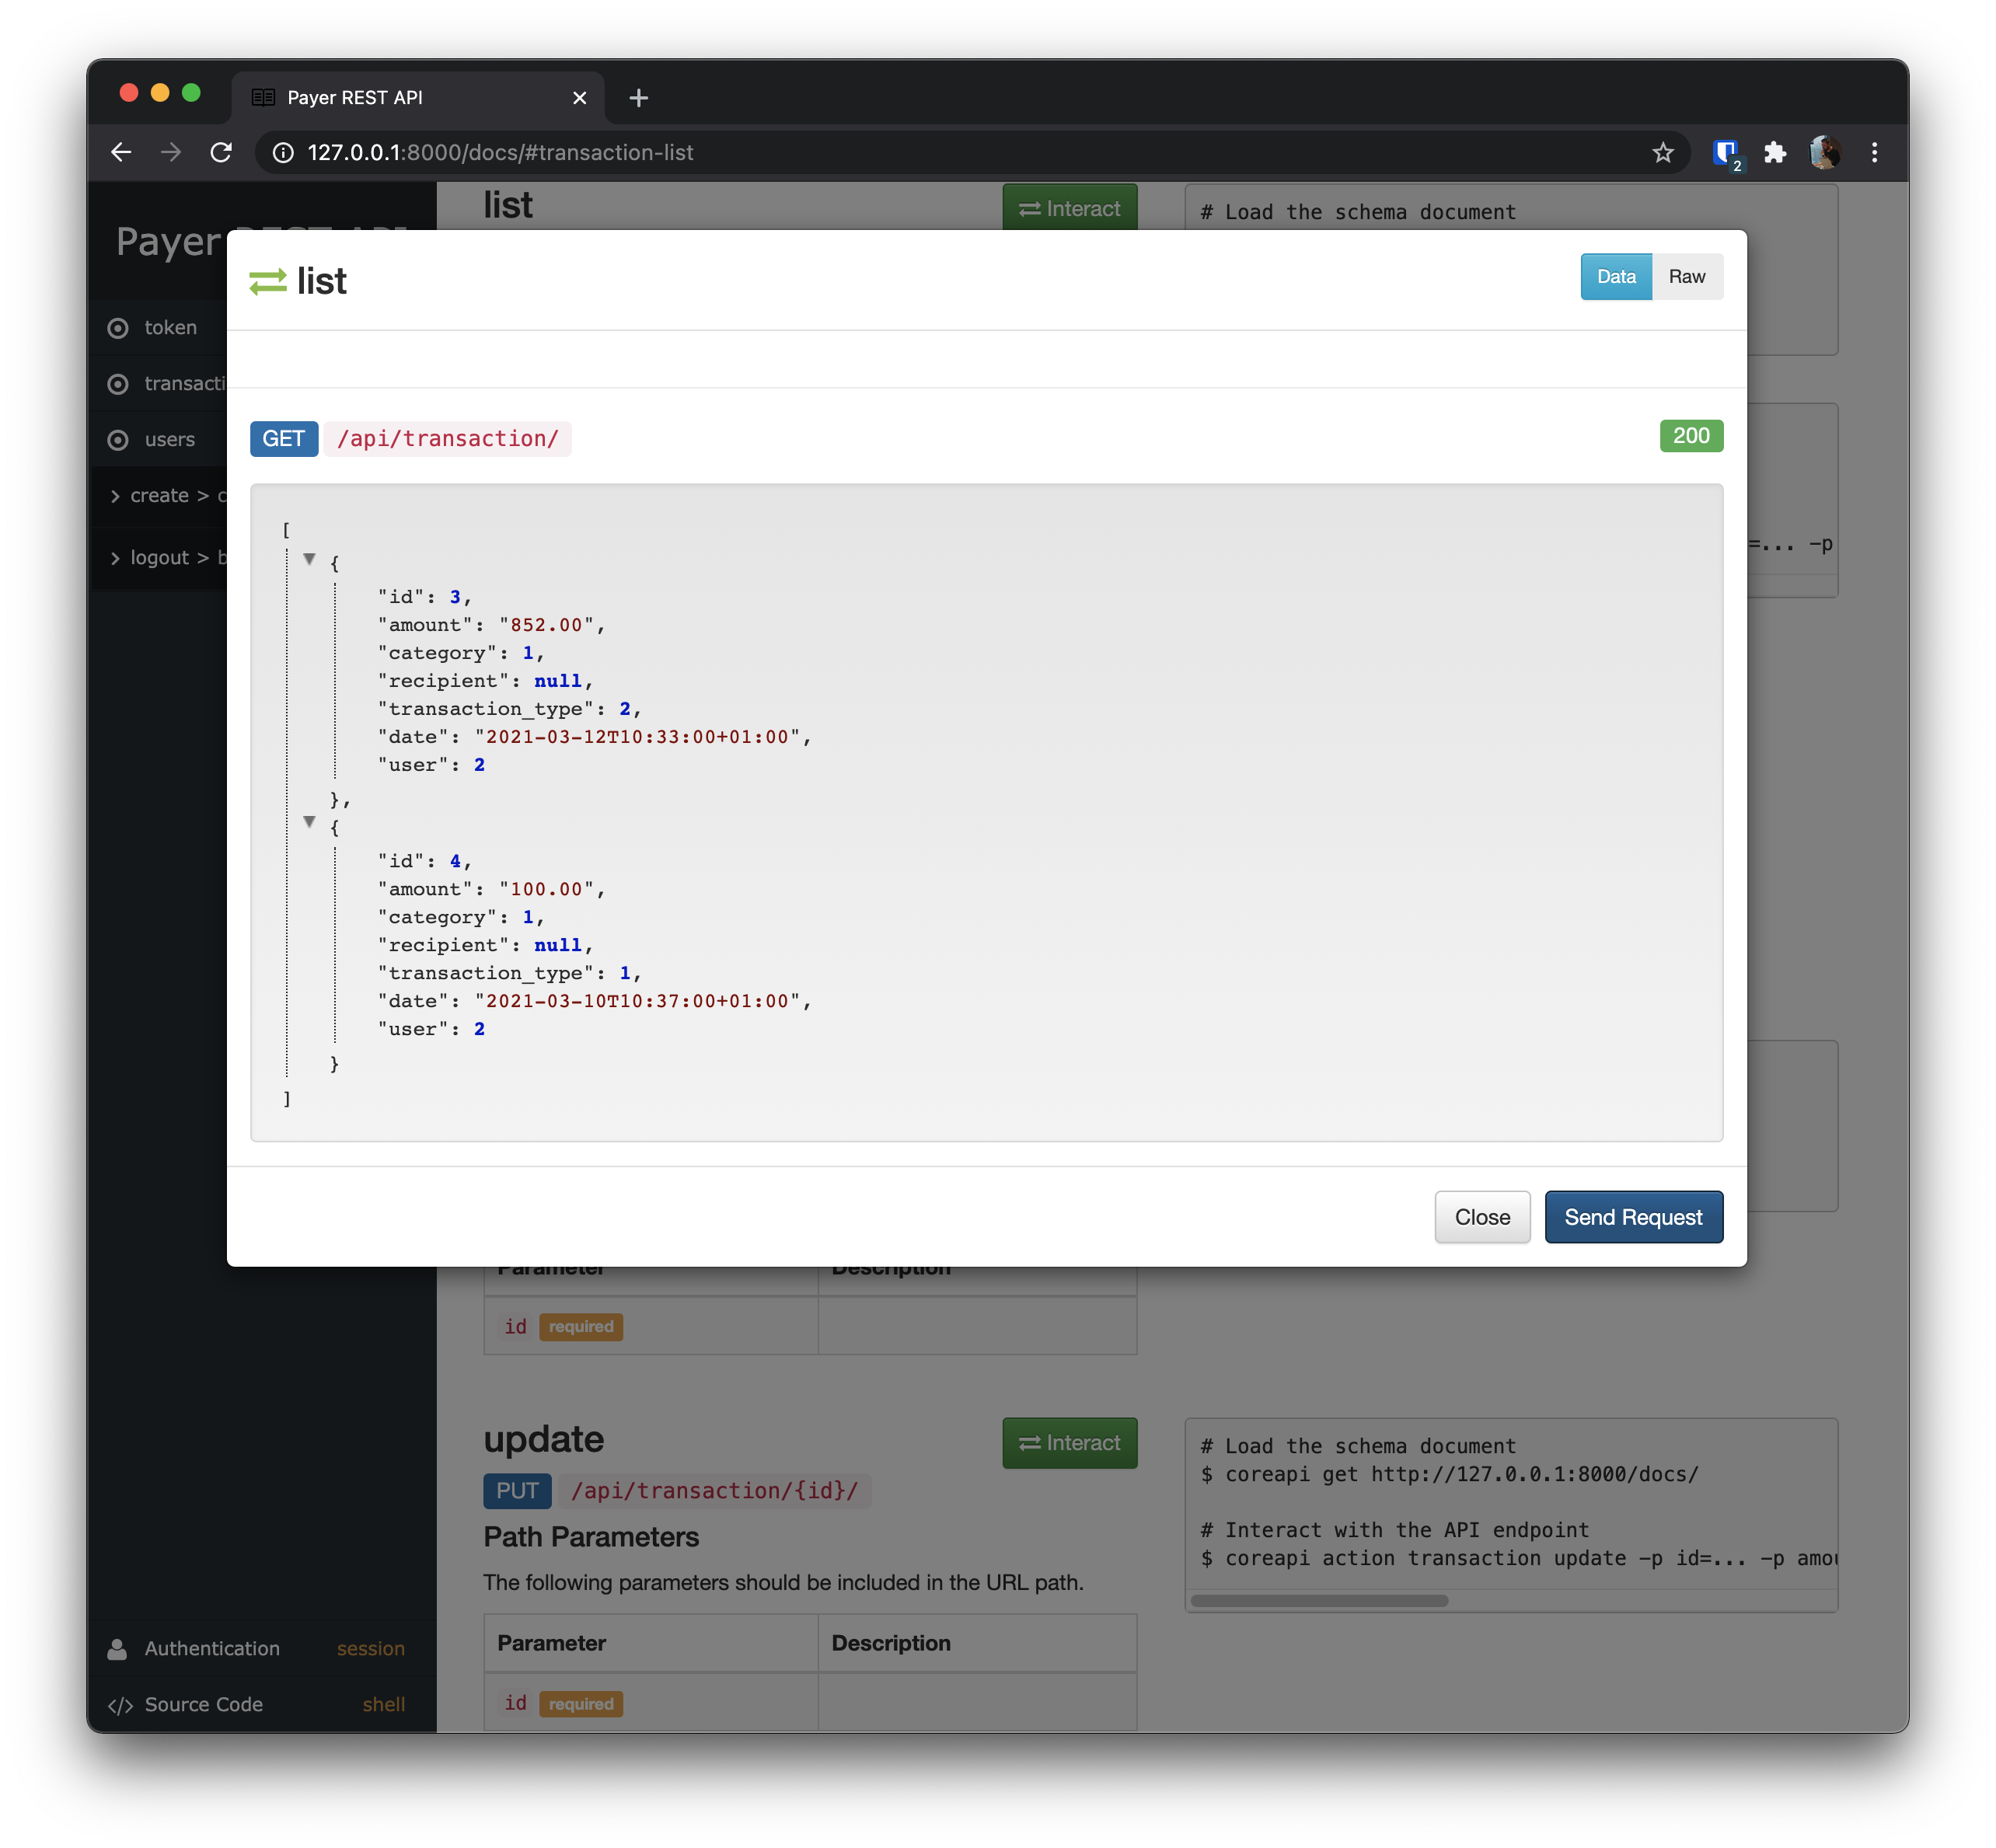 Payer REST API
127.0.0.1:8000/docs/#transaction-list
2
Payer
token
transacti
users
create > c
logout > b
Authentication session
Source Code shell
list
Interact
# Load the schema document
=... -p
list
Data Raw
GET /api/transaction/
200
[
{
"id": 3,
"amount": "852.00",
"category": 1,
"recipient": null,
"transaction_type": 2,
"date": "2021-03-12T10:33:00+01:00",
"user": 2
},
{
"id": 4,
"amount": "100.00",
"category": 1,
"recipient": null,
"transaction_type": 1,
"date": "2021-03-10T10:37:00+01:00",
"user": 2
}
]
Close Send Request
Parameter Description
id required
update
Interact
PUT /api/transaction/{id}/
Path Parameters
The following parameters should be included in the URL path.
Parameter Description
id required
# Load the schema document
$ coreapi get http://127.0.0.1:8000/docs/
# Interact with the API endpoint
$ coreapi action transaction update -p id=... -p amou